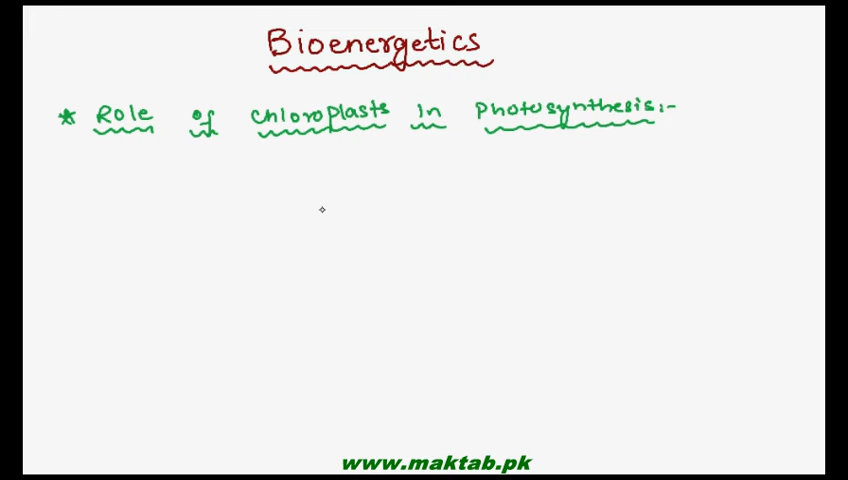 Bioenergetics
* Role of Chloroplasts in Photosynthesis:-
www.maktab.pk